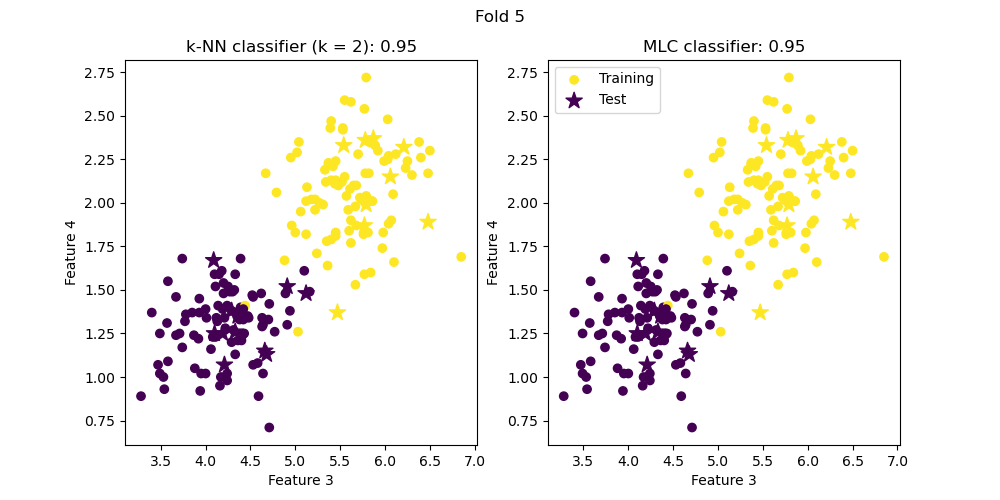 Fold 5
k-NN classifier (k = 2): 0.95
2.75
2.50
2.25
2.00
1.75
1.50
1.25
1.00
0.75
Feature 4
3.5 4.0 4.5 5.0 5.5 6.0 6.5 7.0
Feature 3
MLC classifier: 0.95
Training
Test
2.75
2.50
2.25
2.00
1.75
1.50
1.25
1.00
0.75
Feature 4
3.5 4.0 4.5 5.0 5.5 6.0 6.5 7.0
Feature 3